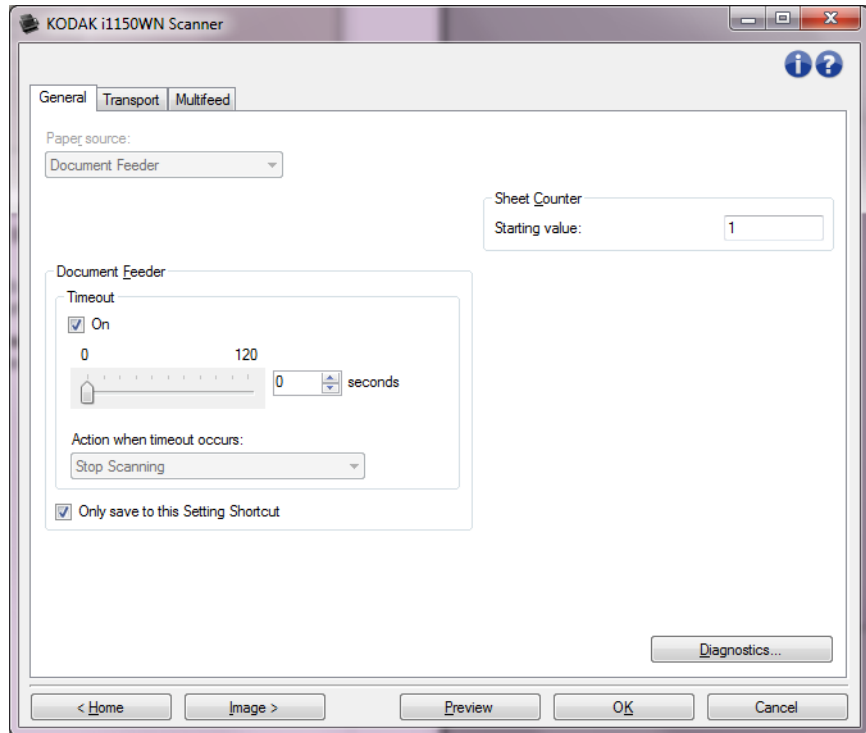 KODAK i1150WN Scanner
General Transport Multifeed
Paper source:
Document Feeder
Sheet Counter
Starting value: 1
Document Feeder
Timeout
On
0 120
0 seconds
Action when timeout occurs:
Stop Scanning
Only save to this Setting Shortcut
Diagnostics...
< Home Image > Preview OK Cancel